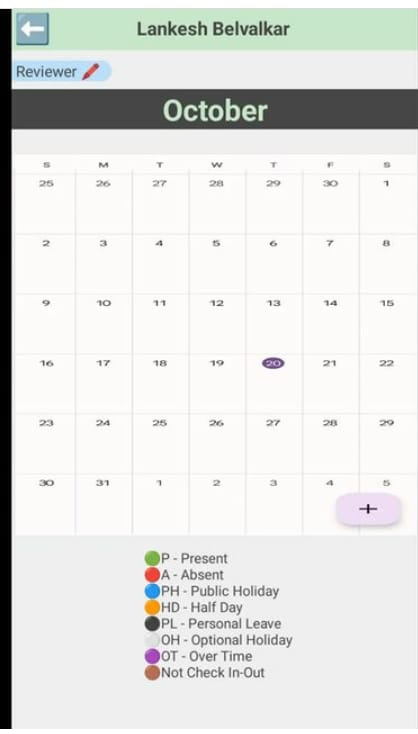 Lankesh Belvalkar
Reviewer
October
S M T W T F S
25 26 27 28 29 30 1
2 3 4 5 6 7 8
9 10 11 12 13 14 15
16 17 18 19 20 21 22
23 24 25 26 27 28 29
30 31 1 2 3 4 5
+
P - Present
A - Absent
PH - Public Holiday
HD - Half Day
PL - Personal Leave
OH - Optional Holiday
OT - Over Time
Not Check In-Out